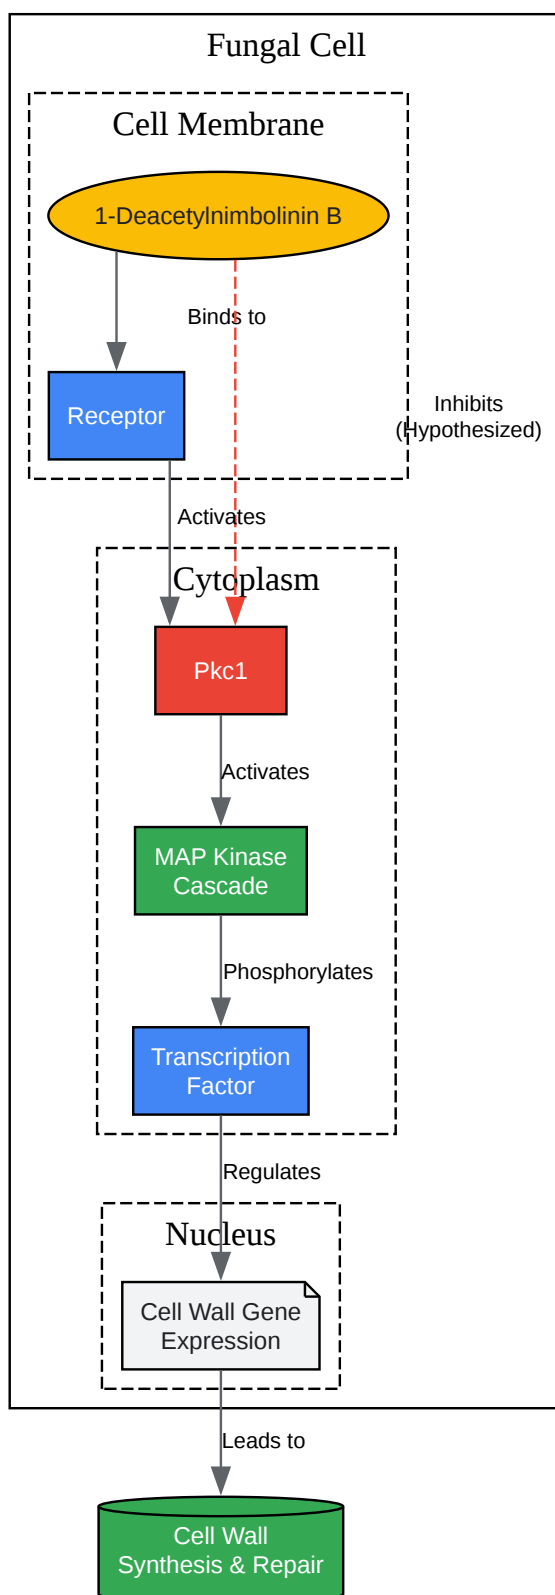 Fungal Cell
Cell Membrane
1-Deacetylnimbolinin B
Binds to
Receptor
Inhibits
(Hypothesized)
Activates
Cytoplasm
Pkc1
Activates
MAP Kinase
Cascade
Phosphorylates
Transcription
Factor
Regulates
Nucleus
Cell Wall Gene
Expression
Leads to
Cell Wall
Synthesis & Repair